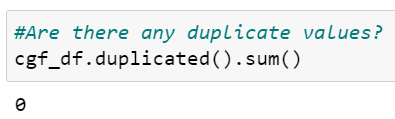 #Are there any duplicate values?
cgf_df.duplicated().sum()
0